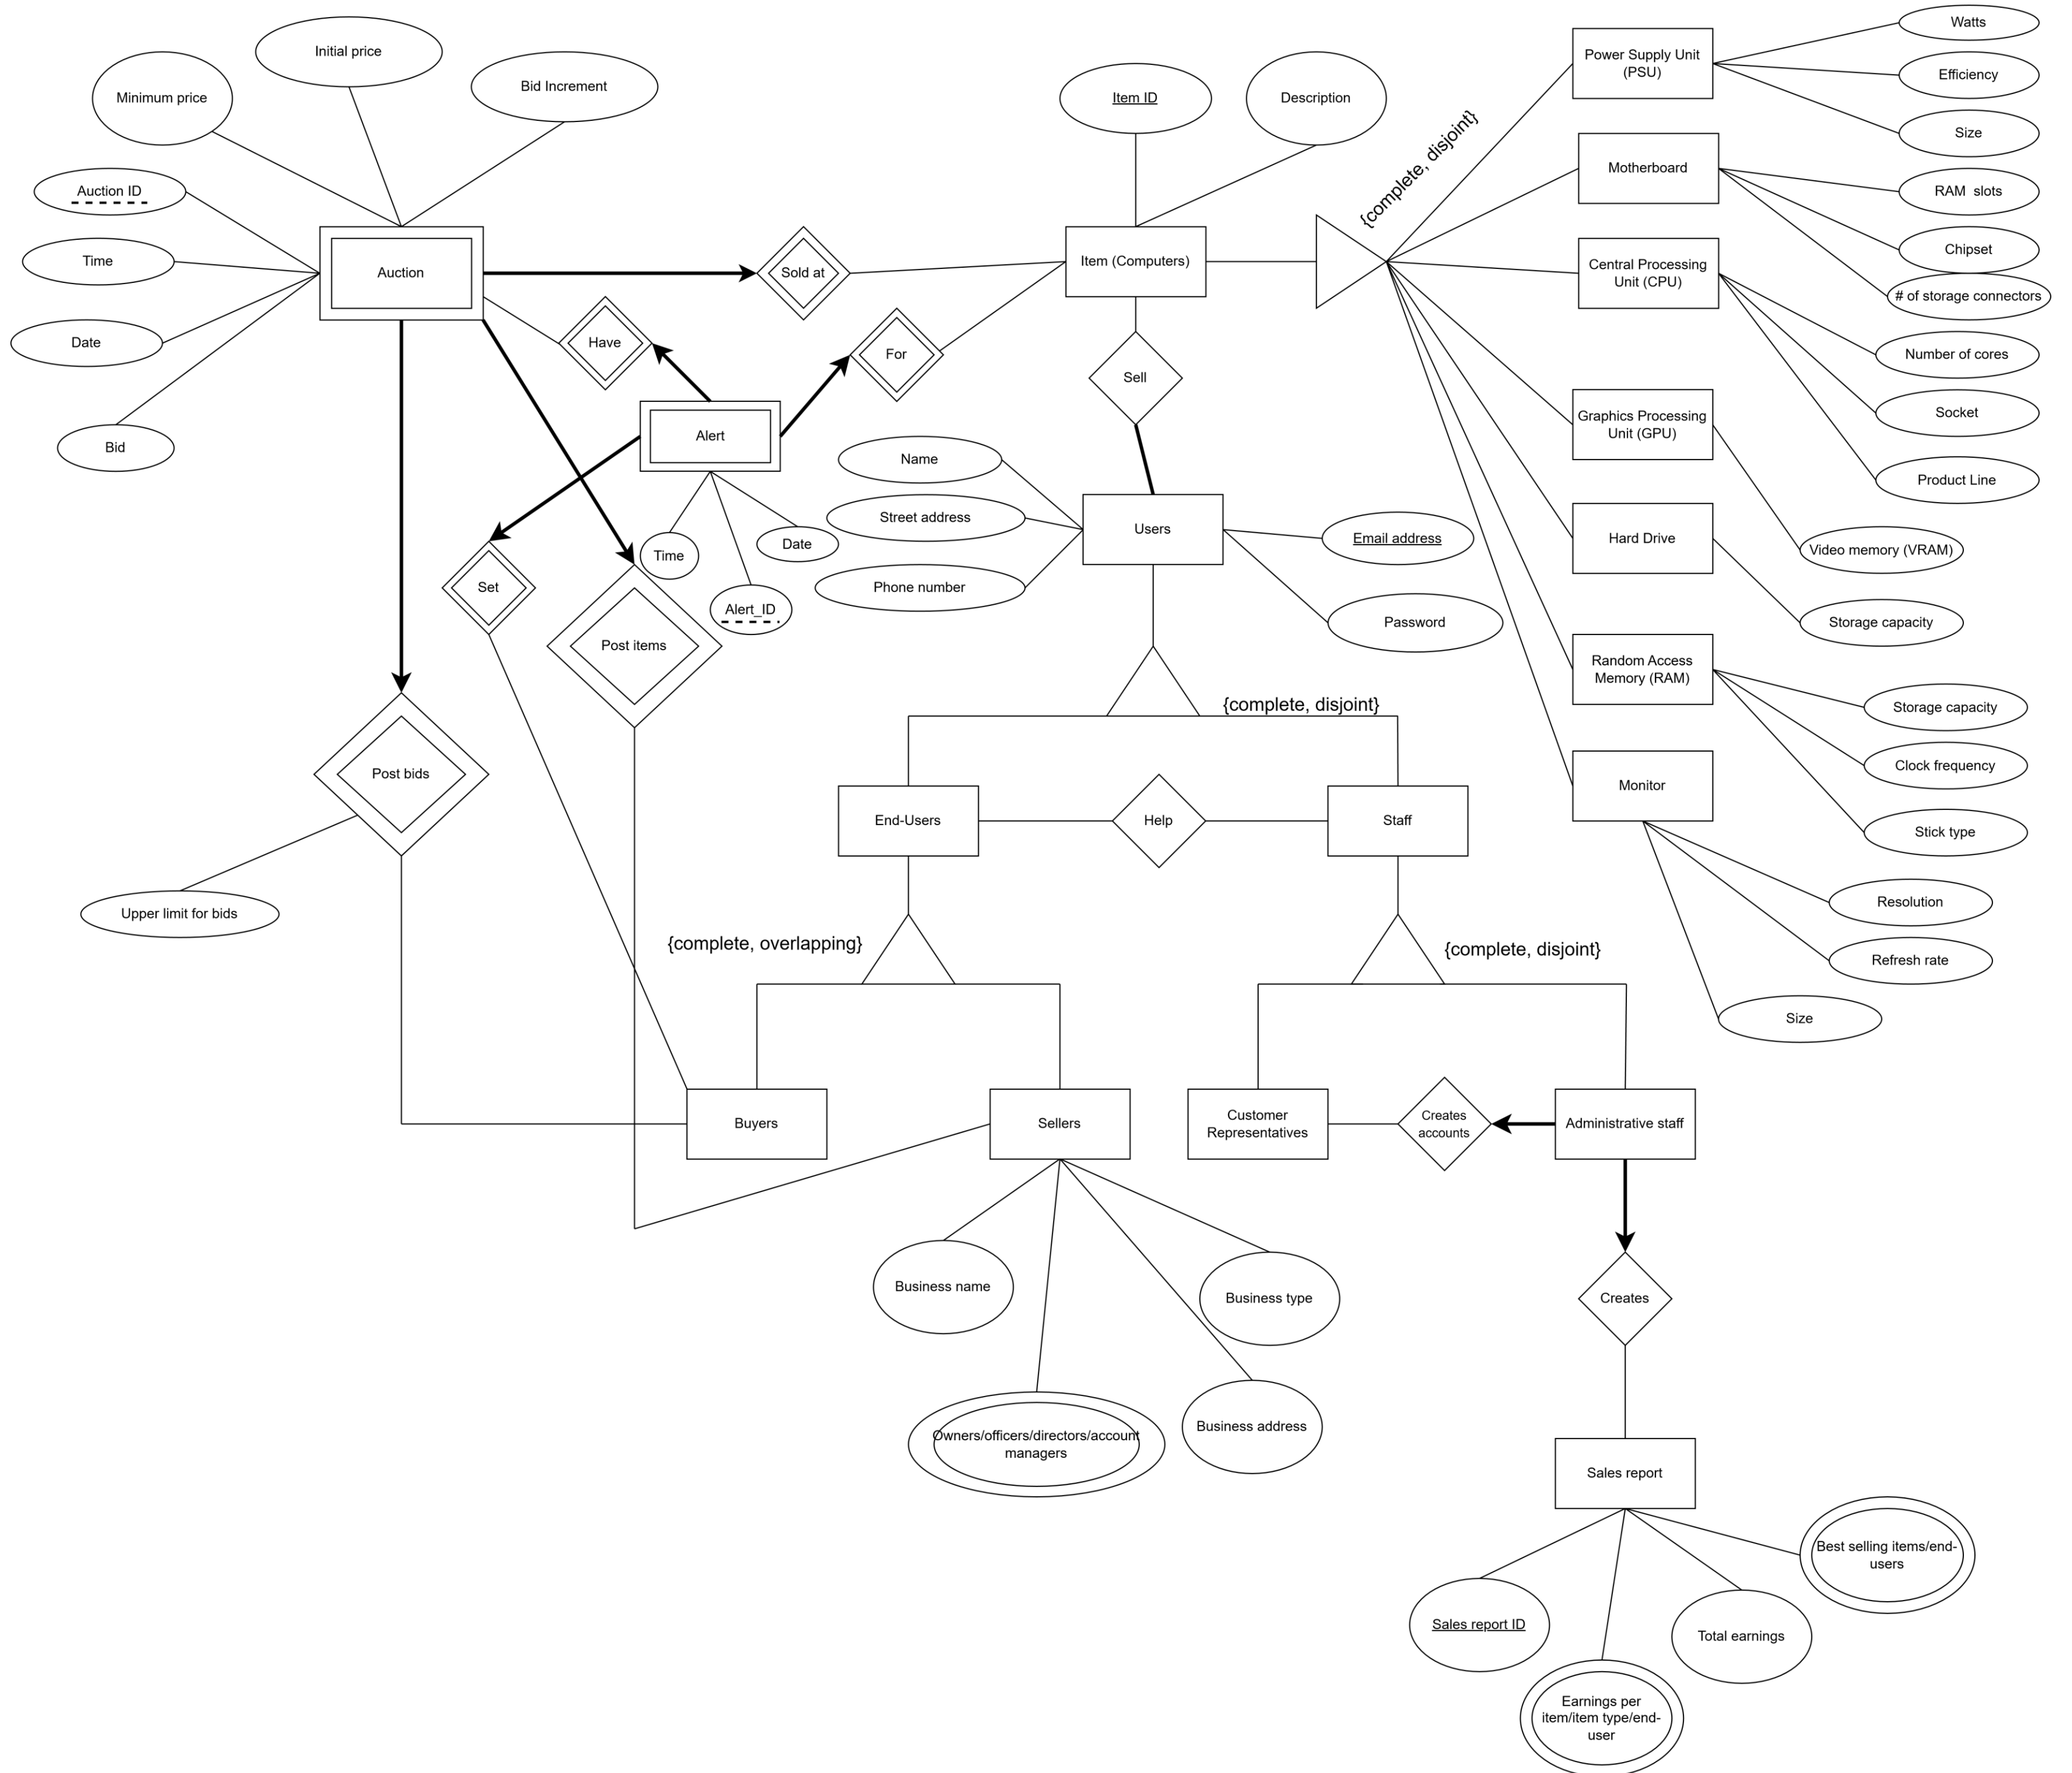 Watts
Initial price
Power Supply Unit
(PSU)
Efficiency
Bid Increment
Minimum price
Item ID
Description
Size
{complete, disjoint}
Motherboard
Auction ID
RAM  slots
Chipset
Time
Auction
Sold at
Item (Computers)
Central Processing
Unit (CPU)
# of storage connectors
Date
Have
For
Number of cores
Sell
Socket
Bid
Alert
Graphics Processing
Unit (GPU)
Name
Product Line
Street address
Users
Email address
Hard Drive
Video memory (VRAM)
Time
Date
Set
Phone number
Alert_ID
Password
Storage capacity
Post items
Random Access
Memory (RAM)
{complete, disjoint}
Storage capacity
Post bids
Clock frequency
Monitor
End-Users
Help
Staff
Stick type
Upper limit for bids
Resolution
{complete, overlapping}
{complete, disjoint}
Refresh rate
Size
Buyers
Sellers
Customer
Representatives
Creates
accounts
Administrative staff
Business name
Business type
Creates
Owners/officers/directors/account
managers
Business address
Sales report
Best selling items/end-
users
Sales report ID
Total earnings
Earnings per
item/item type/end-
user